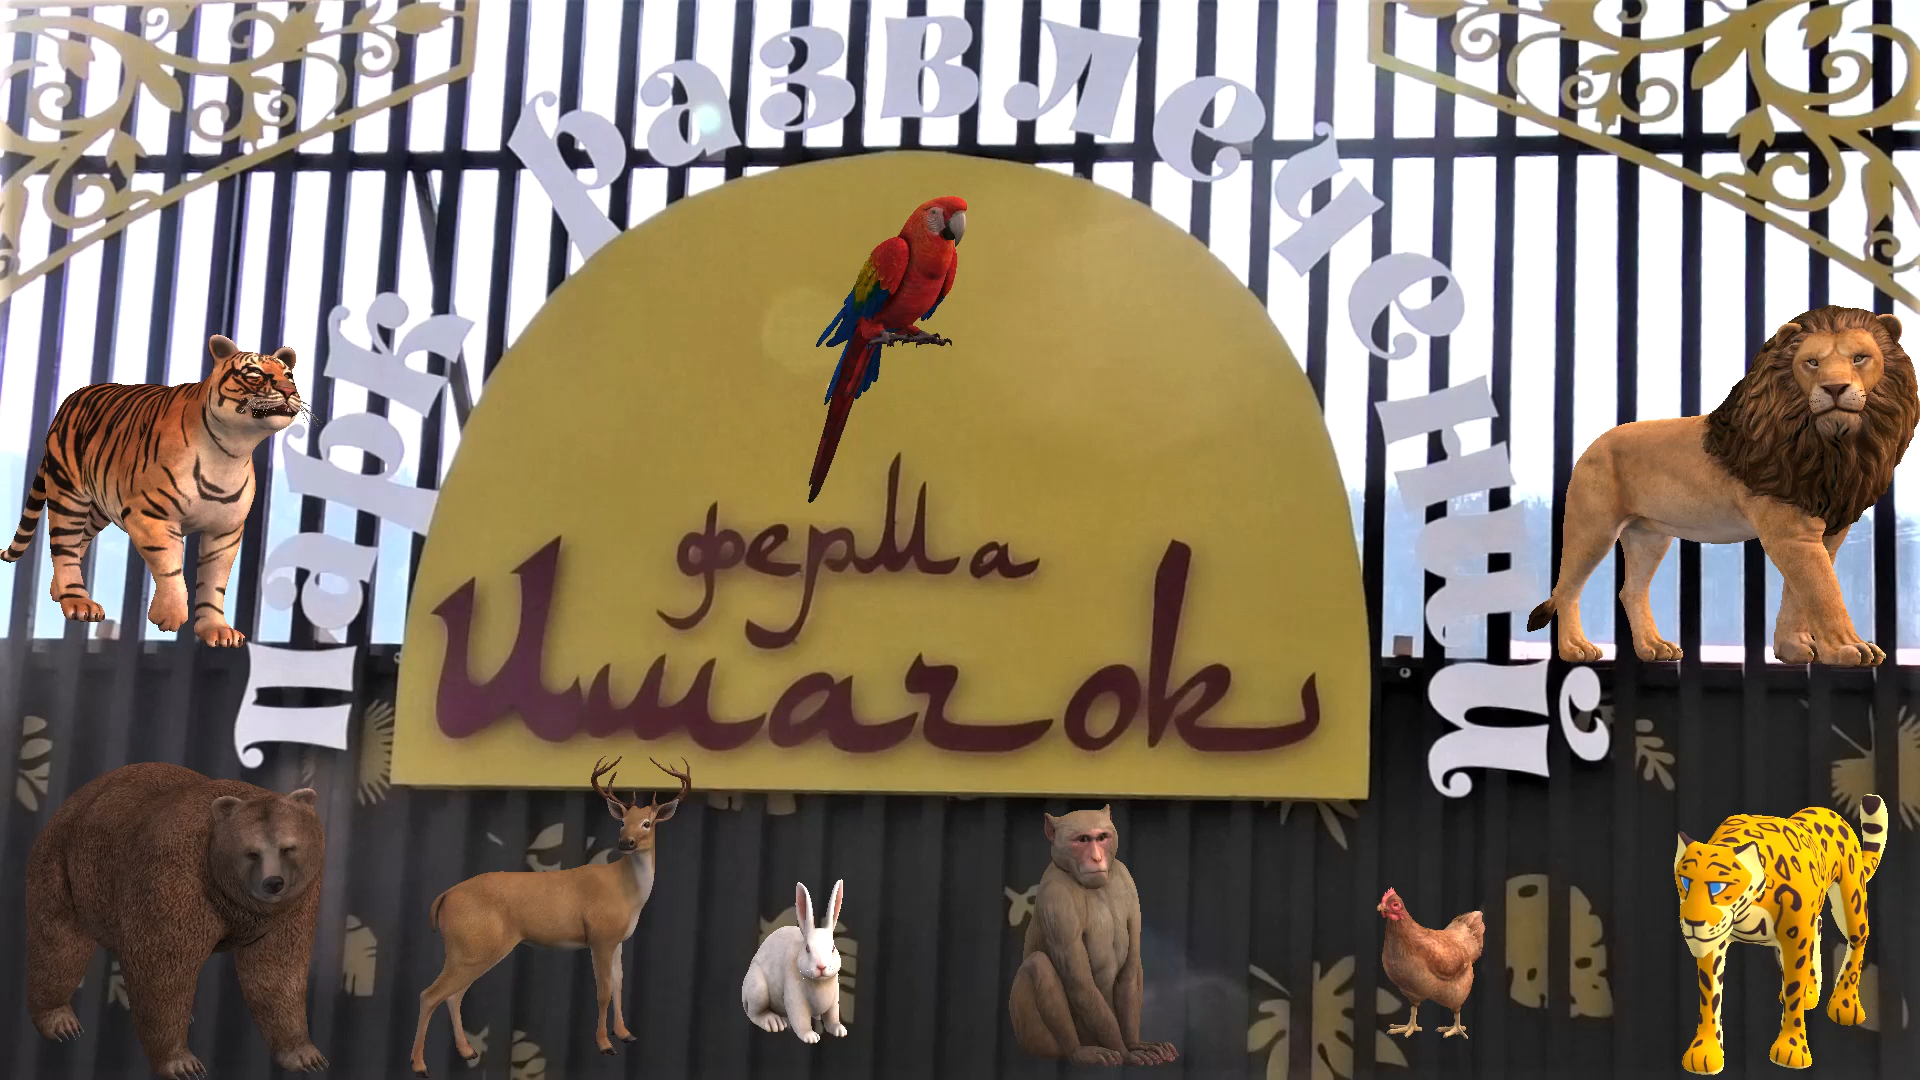 парк развлечений
ферма
Ишачок